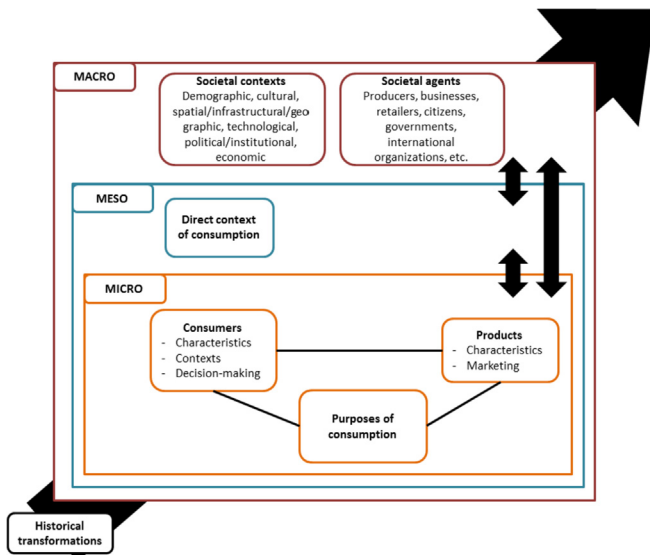 MACRO
Societal contexts
Demographic, cultural,
spatial/infrastructural/geo
graphic, technological,
political/institutional,
economic
Societal agents
Producers, businesses,
retailers, citizens,
governments,
international
organizations, etc.
MESO
Direct context
of consumption
MICRO
Consumers
- Characteristics
- Contexts
- Decision-making
Products
- Characteristics
- Marketing
Purposes of
consumption
Historical
transformations